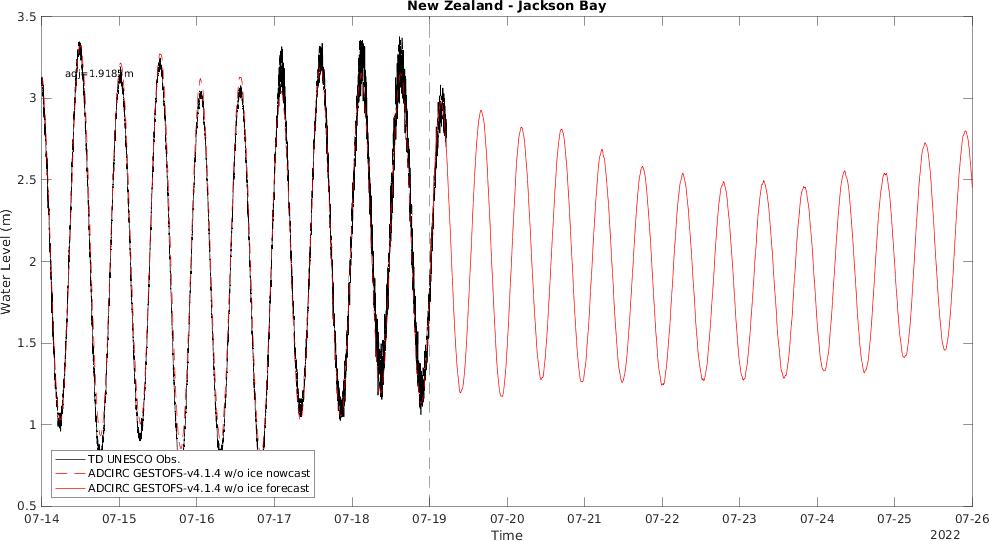 New Zealand - Jackson Bay
3.5
3
2.5
2
1.5
1
0.5
Water Level (m)
TD UNESCO Obs.
ADCIRC GESTOFS-v4.1.4 w/o ice nowcast
ADCIRC GESTOFS-v4.1.4 w/o ice forecast
07-14 07-15 07-16 07-17 07-18 07-19 07-20 07-21 07-22 07-23 07-24 07-25 07-26
Time
2022